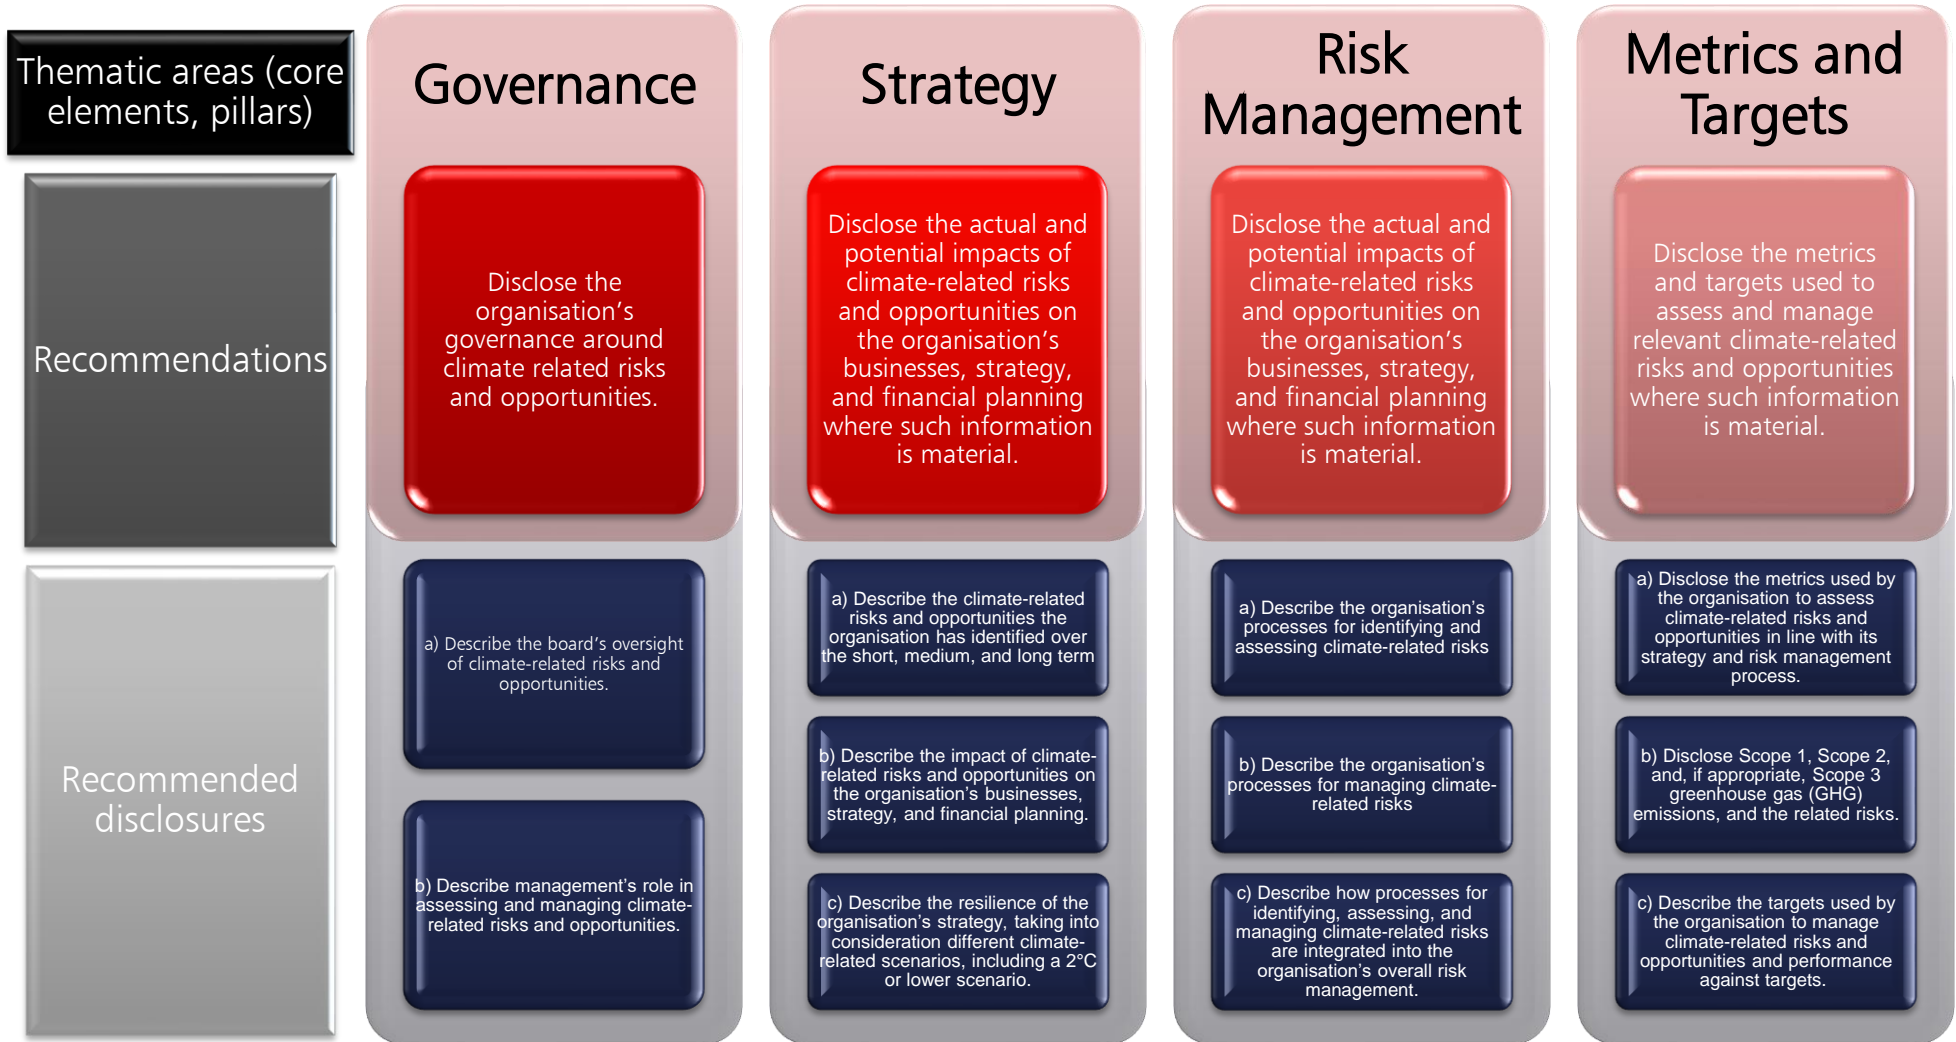 Thematic areas (core
elements, pillars)
Governance
Strategy
Risk
Management
Metrics and
Targets
Recommendations
Disclose the
organisation’s
governance around
climate related risks
and opportunities.
Disclose the actual and
potential impacts of
climate-related risks
and opportunities on
the organisation’s
businesses, strategy,
and financial planning
where such information
is material.
Disclose the actual and
potential impacts of
climate-related risks
and opportunities on
the organisation’s
businesses, strategy,
and financial planning
where such information
is material.
Disclose the metrics
and targets used to
assess and manage
relevant climate-related
risks and opportunities
where such information
is material.
Recommended
disclosures
a) Describe the board’s oversight
of climate-related risks and
opportunities.
b) Describe management’s role in
assessing and managing climate-
related risks and opportunities.
a) Describe the climate-related
risks and opportunities the
organisation has identified over
the short, medium, and long term
b) Describe the impact of climate-
related risks and opportunities on
the organisation’s businesses,
strategy, and financial planning.
c) Describe the resilience of the
organisation’s strategy, taking into
consideration different climate-
related scenarios, including a 2°C
or lower scenario.
a) Describe the organisation’s
processes for identifying and
assessing climate-related risks
b) Describe the organisation’s
processes for managing climate-
related risks
c) Describe how processes for
identifying, assessing, and
managing climate-related risks
are integrated into the
organisation’s overall risk
management.
a) Disclose the metrics used by
the organisation to assess
climate-related risks and
opportunities in line with its
strategy and risk management
process.
b) Disclose Scope 1, Scope 2,
and, if appropriate, Scope 3
greenhouse gas (GHG)
emissions, and the related risks.
c) Describe the targets used by
the organisation to manage
climate-related risks and
opportunities and performance
against targets.